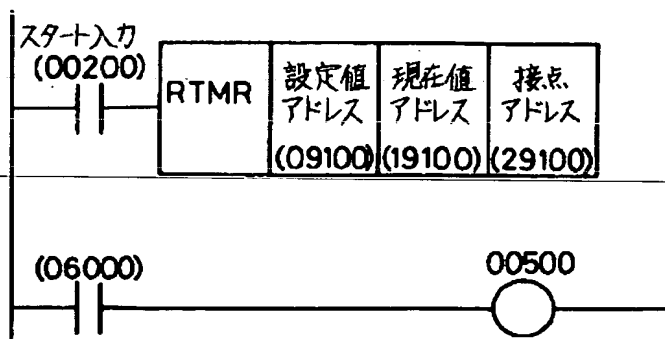 スタート入力
(00200)
RTMR
設定値
アドレス
(09100)
現在値
アドレス
(19100)
接点
アドレス
(29100)
(06000)
00500